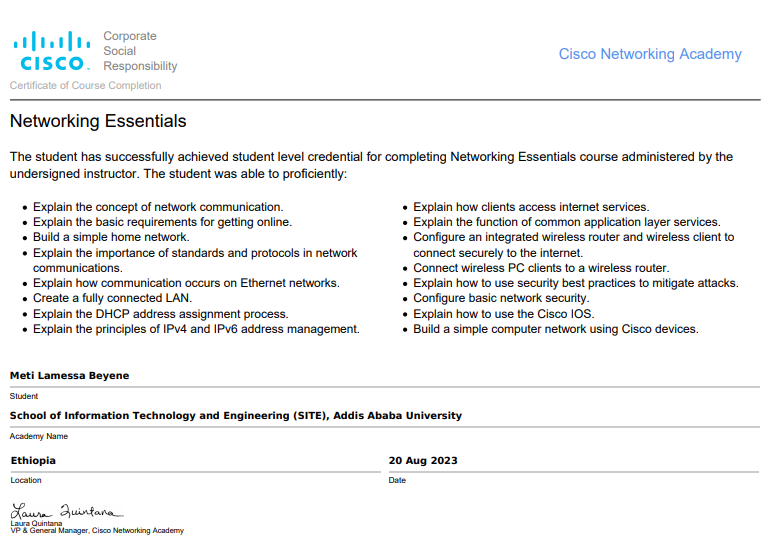 CISCO
Corporate
Social
Responsibility
Cisco Networking Academy
Certificate of Course Completion
Networking Essentials
The student has successfully achieved student level credential for completing Networking Essentials course administered by the
undersigned instructor. The student was able to proficiently:
• Explain the concept of network communication.
• Explain the basic requirements for getting online.
• Build a simple home network.
• Explain the importance of standards and protocols in network
communications.
• Explain how communication occurs on Ethernet networks.
• Create a fully connected LAN.
• Explain the DHCP address assignment process.
• Explain the principles of IPv4 and IPv6 address management.
• Explain how clients access internet services.
• Explain the function of common application layer services.
• Configure an integrated wireless router and wireless client to
connect securely to the internet.
• Connect wireless PC clients to a wireless router.
• Explain how to use security best practices to mitigate attacks.
• Configure basic network security.
• Explain how to use the Cisco IOS.
• Build a simple computer network using Cisco devices.
Meti Lamessa Beyene
Student
School of Information Technology and Engineering (SITE), Addis Ababa University
Academy Name
Ethiopia
Location
20 Aug 2023
Date
Laura Quintana
Laura Quintana
VP & General Manager, Cisco Networking Academy